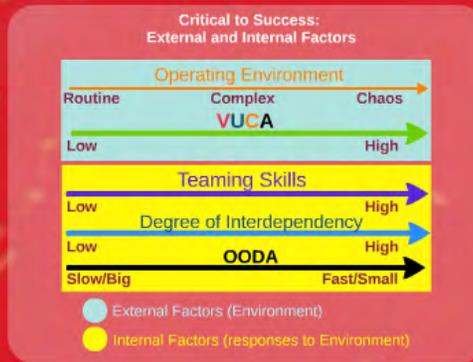 Critical to Success:
External and Internal Factors
Operating Environment
Routine Complex Chaos
VUCA
Low High
Teaming Skills
Low High
Degree of Interdependency
Low High
OODA
Slow/Big Fast/Small
External Factors (Environment)
Internal Factors (responses to Environment)